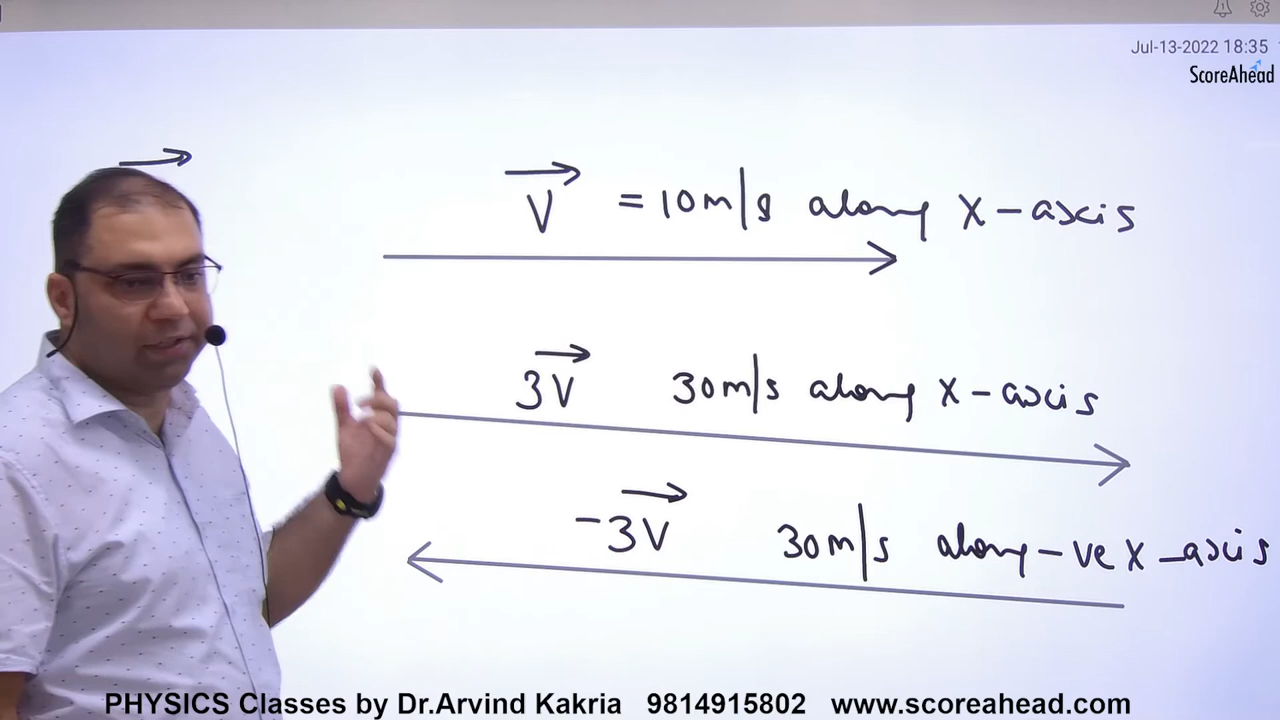 Jul-13-2022 18:35
ScoreAhead
V = 10m/s along X-axis
3V 30m/s along X-axis
-3V 30m/s along -ve X-axis
PHYSICS Classes by Dr.Arvind Kakria 9814915802 www.scoreahead.com